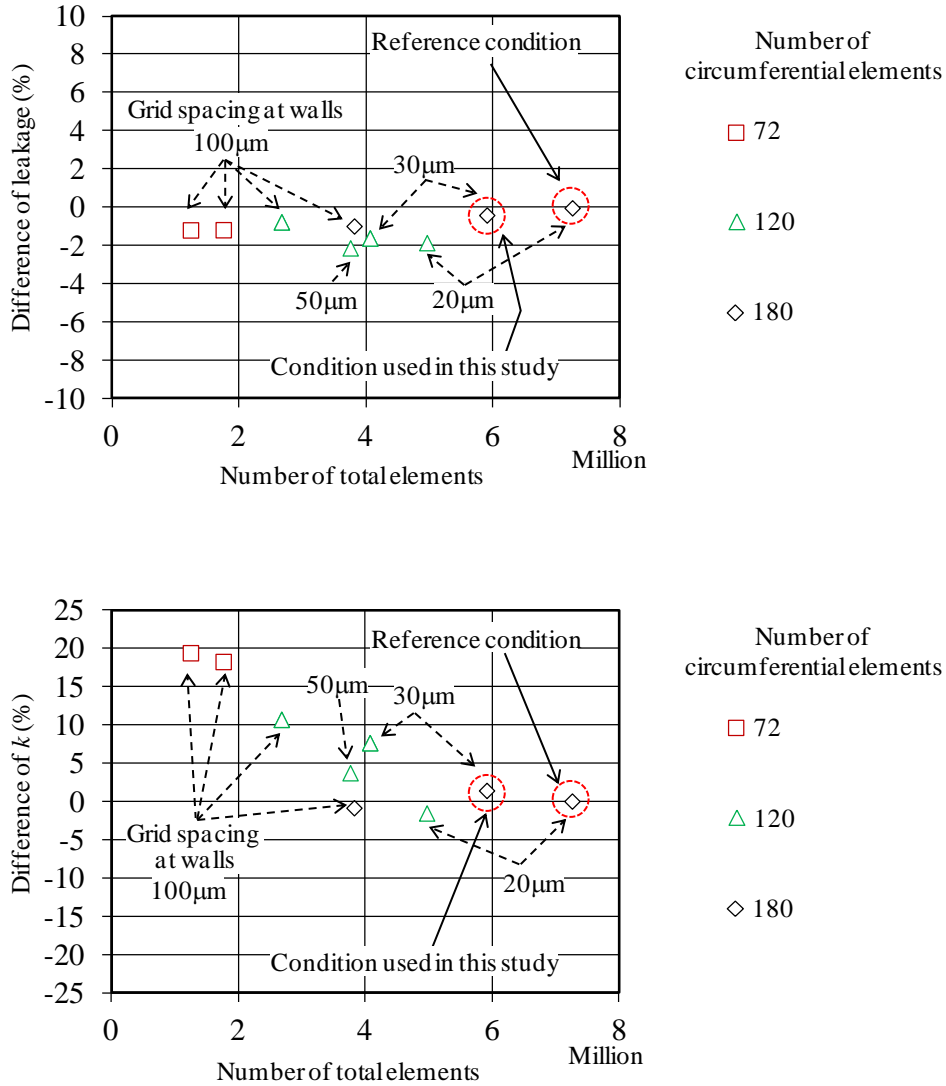 10
8
6
4
2
0
-2
-4
-6
-8
-10
Difference of leakage (%)
Reference condition
Grid spacing at walls
100μm
30μm
50μm
20μm
Condition used in this study
0
2
4
6
8
Million
Number of total elements
Number of
circumferential elements
72
120
180
25
20
15
10
5
0
-5
-10
-15
-20
-25
Difference of k (%)
Reference condition
50μm
30μm
Grid spacing
at walls
100μm
20μm
Condition used in this study
0
2
4
6
8
Million
Number of total elements
Number of
circumferential elements
72
120
180